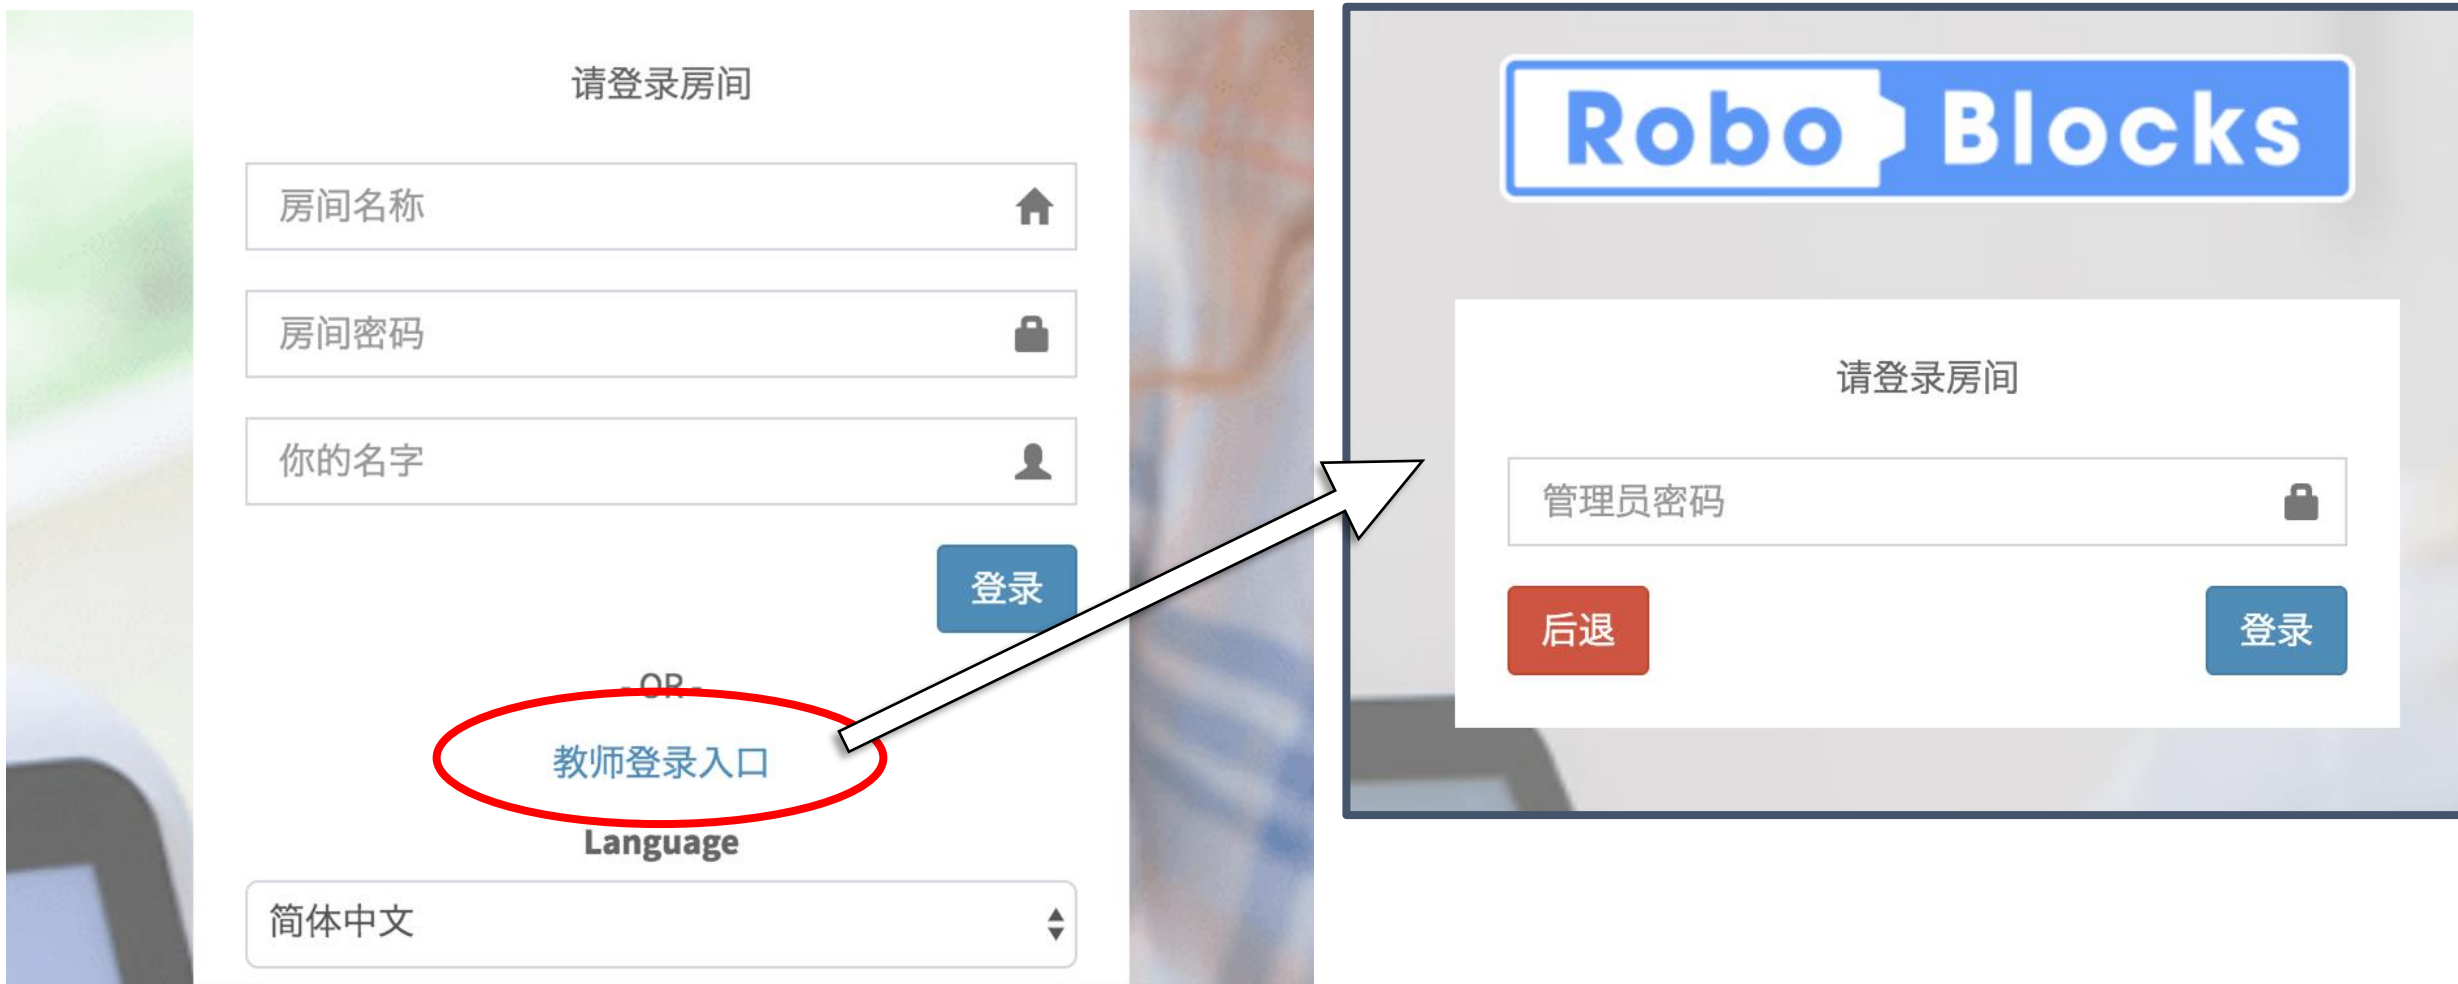 请登录房间
房间名称
房间密码
你的名字
登录
- OR -
教师登录入口
Language
简体中文
Robo Blocks
请登录房间
管理员密码
后退
登录